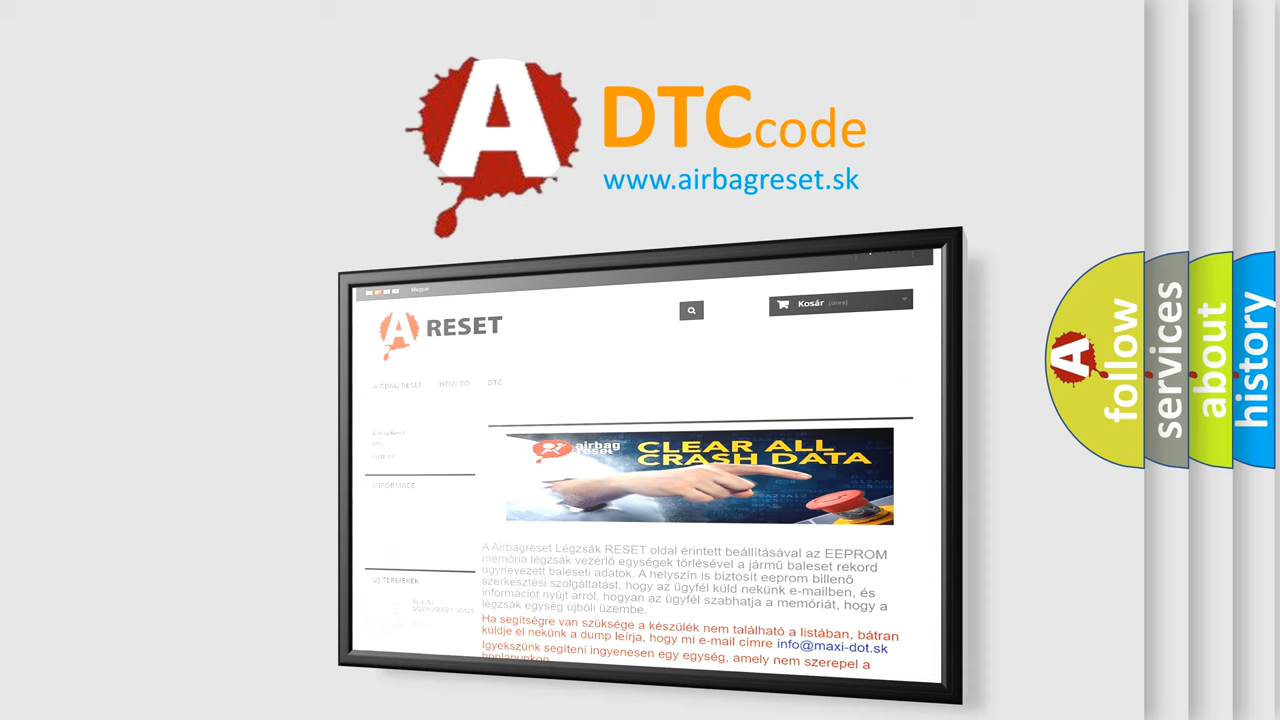 A DTCcode
www.airbagreset.sk
Magyar
A RESET
Kosár (üres)
AIRBAG RESET HOW TO DTC
INFORMACE
airbag
reset
CLEAR ALL
CRASH DATA
A Airbagreset Légzsák RESET oldal érintett beállításával az EEPROM
memória légzsák vezérlő egységek törlésével a jármű baleset rekord
úgynevezett baleseti adatok. A helyszín is biztosít eeprom billenő
szerkesztési szolgáltatást, hogy az ügyfél küld nekünk e-mailben, és
információt nyújt arról, hogyan az ügyfél szabhatja a memóriát, hogy a
légzsák egység újbóli üzembe.
Ha segítségre van szüksége a készülék nem található a listában, bátran
küldje el nekünk a dump leírja, hogy mi e-mail címre info@maxi-dot.sk
Igyekszünk segíteni ingyenesen egy egység, amely nem szerepel a
honlapunkon
ÚJ TERMÉKEK
A follow
services
about
history